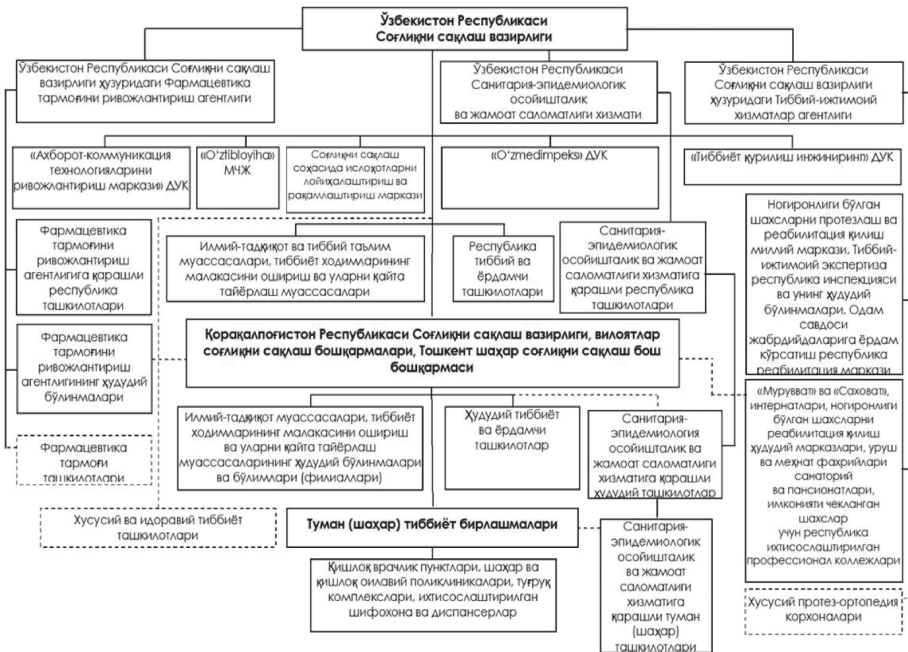 Ўзбекистон Республикаси
Соғлиқни сақлаш вазирлиги
Ўзбекистон Республикаси Соғлиқни сақлаш
вазирлиги ҳузуридаги Фармацевтика
тармоғини ривожлантириш агентлиги
Ўзбекистон Республикаси
Санитария-эпидемиологик
осойишталик
ва жамоат саломатлиги хизмати
Ўзбекистон Республикаси
Соғлиқни сақлаш вазирлиги
ҳузуридаги Тиббий-ижтимоий
хизматлар агентлиги
«Ахборот-коммуникация
технологияларини
ривожлантириш маркази» ДУК
«O‘ztibloyiha»
МЧЖ
Соғлиқни сақлаш
соҳасида ислоҳотларни
лойиҳалаштириш ва
рақамлаштириш маркази
«O‘zmedimpeks» ДУК
«Тиббиёт қурилиш инжиниринг» ДУК
Фармацевтика
тармоғини
ривожлантириш
агентлигига қарашли
республика
ташкилотлари
Илмий-тадқиқот ва тиббий таълим
муассасалари, тиббиёт ходимларининг
малакасини ошириш ва уларни қайта
тайёрлаш муассасалари
Республика
тиббий ва
ёрдамчи
ташкилотлари
Санитария-
эпидемиологик
осойишталик ва жамоат
саломатлиги хизматига
қарашли республика
ташкилотлари
Ногиронлиги бўлган
шахсларни протезлаш ва
реабилитация қилиш
миллий маркази, Тиббий-
ижтимоий экспертиза
республика инспекцияси
ва унинг ҳудудий
бўлинмалари, Одам
савдоси
жабрдийдаларига ёрдам
кўрсатиш республика
реабилитация маркази
Қорақалпоғистон Республикаси Соғлиқни сақлаш вазирлиги, вилоятлар
соғлиқни сақлаш бошқармалари, Тошкент шаҳар соғлиқни сақлаш бош
бошқармаси
Фармацевтика
тармоғини
ривожлантириш
агентлигининг ҳудудий
бўлинмалари
Илмий-тадқиқот муассасалари, тиббиёт
ходимларининг малакасини ошириш
ва уларни қайта тайёрлаш
муассасаларининг ҳудудий бўлинмалари
ва бўлимлари (филиаллари)
Ҳудудий тиббиёт
ва ёрдамчи
ташкилотлар
Санитария-
эпидемиология
осойишталик ва
жамоат саломатлиги
хизматига қарашли
ҳудудий ташкилотлар
«Мурувват» ва «Саховат»,
интернатлари, ногиронлиги
бўлган шахсларни
реабилитация қилиш
ҳудудий марказлари, уруш
ва меҳнат фахрийлари
санаторий
ва пансионатлари,
имконияти чекланган
шахслар
учун республика
ихтисослаштирилган
профессионал коллежлари
Фармацевтика
тармоғи
ташкилотлари
Хусусий ва идоравий тиббиёт
ташкилотлари
Туман (шаҳар) тиббиёт бирлашмалари
Санитария-
эпидемиологик
осойишталик
ва жамоат
саломатлиги
хизматига
қарашли туман
(шаҳар)
ташкилотлари
Қишлоқ врачлик пунктлари, шаҳар ва
қишлоқ оилавий поликлиникалари, туғруқ
комплекслари, ихтисослаштирилган
шифохона ва диспансерлар
Хусусий протез-ортопедия
корхоналари